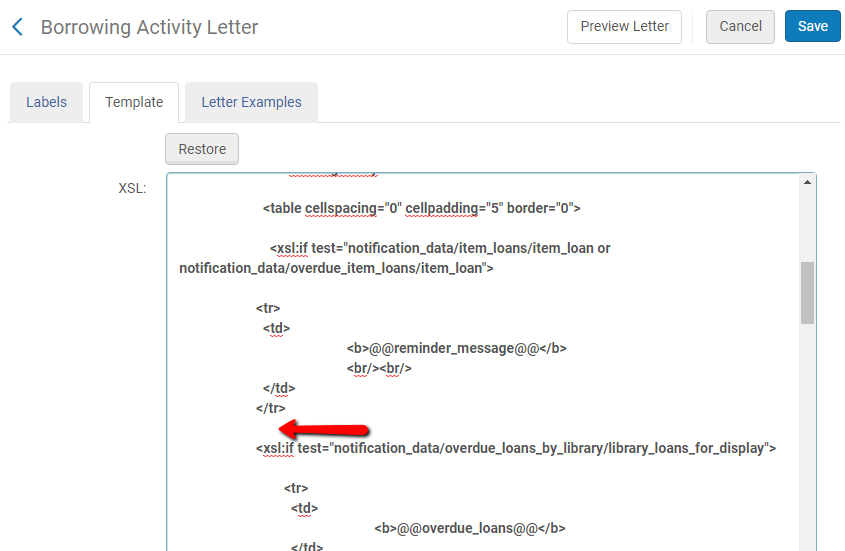 Borrowing Activity Letter
Preview Letter
Cancel
Save
Labels
Template
Letter Examples
Restore
XSL:
<table cellspacing="0" cellpadding="5" border="0">
<xsl:if test="notification_data/item_loans/item_loan or
notification_data/overdue_item_loans/item_loan">
<tr>
<td>
<b>@@reminder_message@@</b>
<br/><br/>
</td>
</tr>
<xsl:if test="notification_data/overdue_loans_by_library/library_loans_for_display">
<tr>
<td>
<b>@@overdue_loans@@</b>
</td>